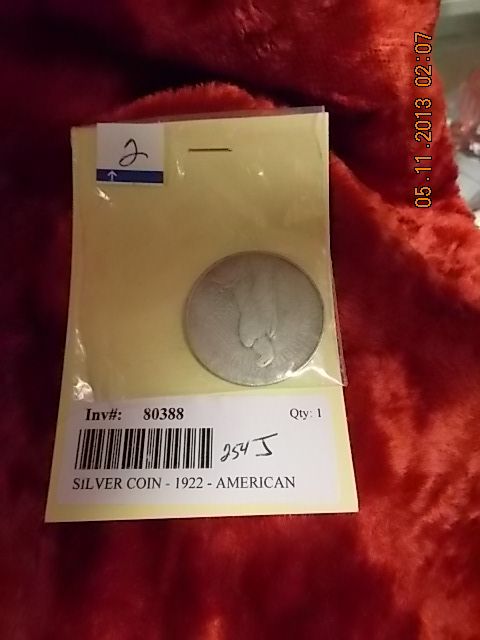 05.11.2013 02:07
2
Inv#: 80388 Qty: 1
254 J
SILVER COIN - 1922 - AMERICAN